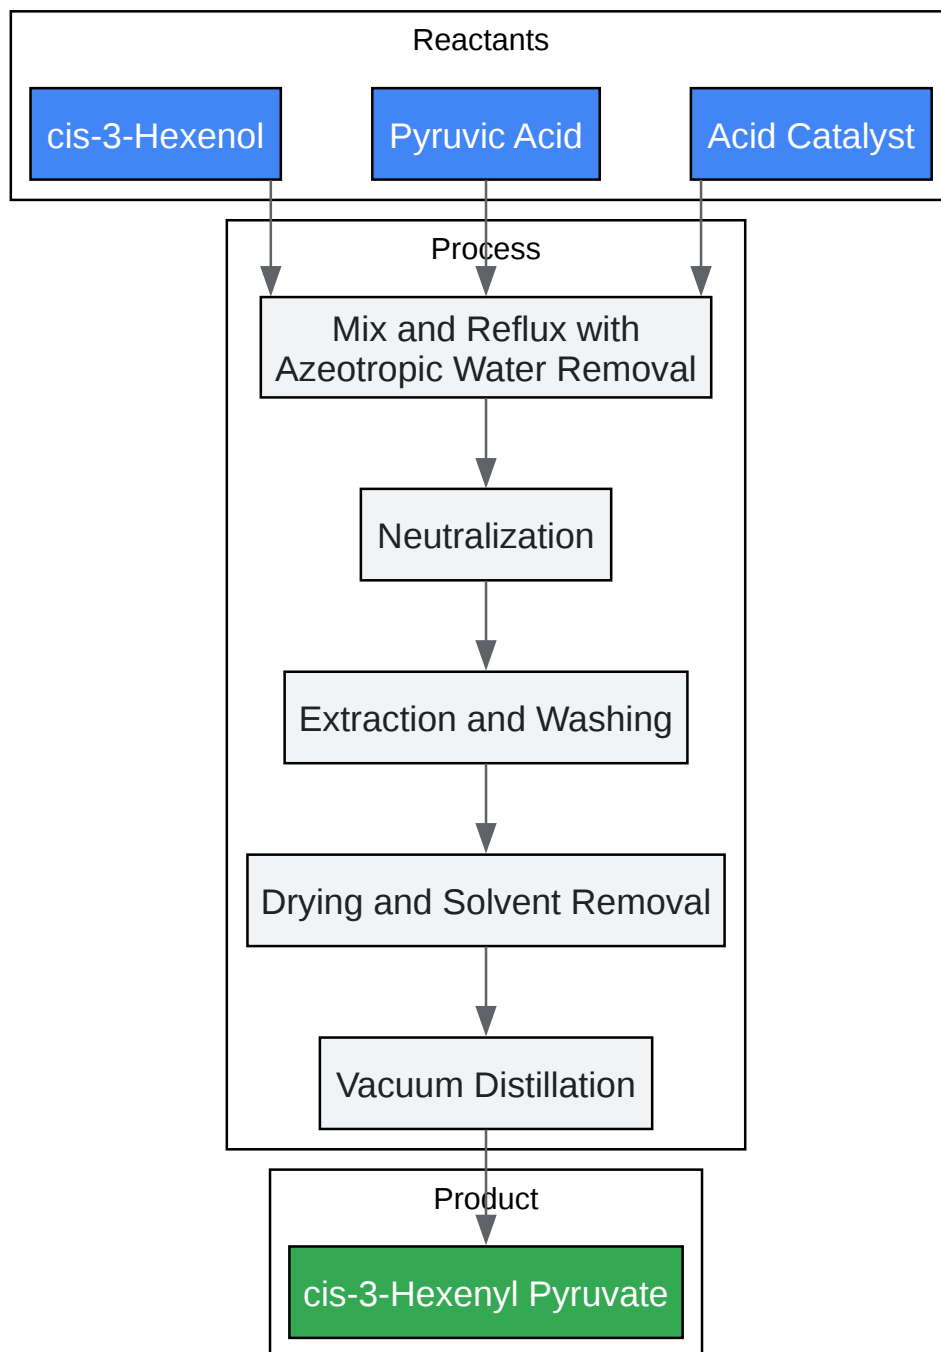 Reactants
cis-3-Hexenol
Pyruvic Acid
Acid Catalyst
Process
Mix and Reflux with
Azeotropic Water Removal
Neutralization
Extraction and Washing
Drying and Solvent Removal
Vacuum Distillation
Product
cis-3-Hexenyl Pyruvate